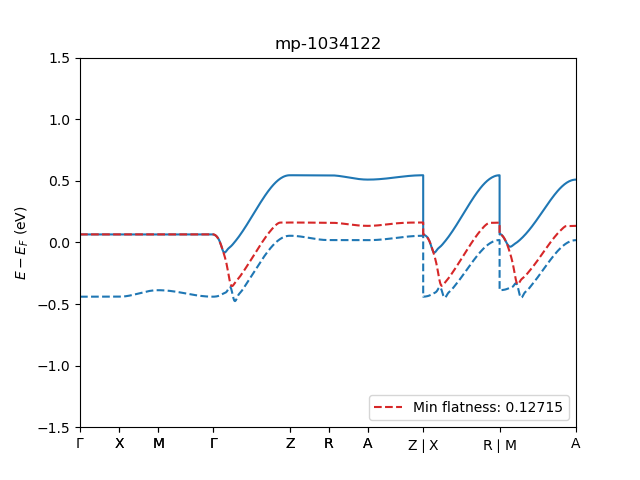 mp-1034122
1.5
1.0
0.5
0.0
−0.5
−1.0
−1.5
E − E_F (eV)
Min flatness: 0.12715
Γ X M Γ Z R A Z | X R | M A